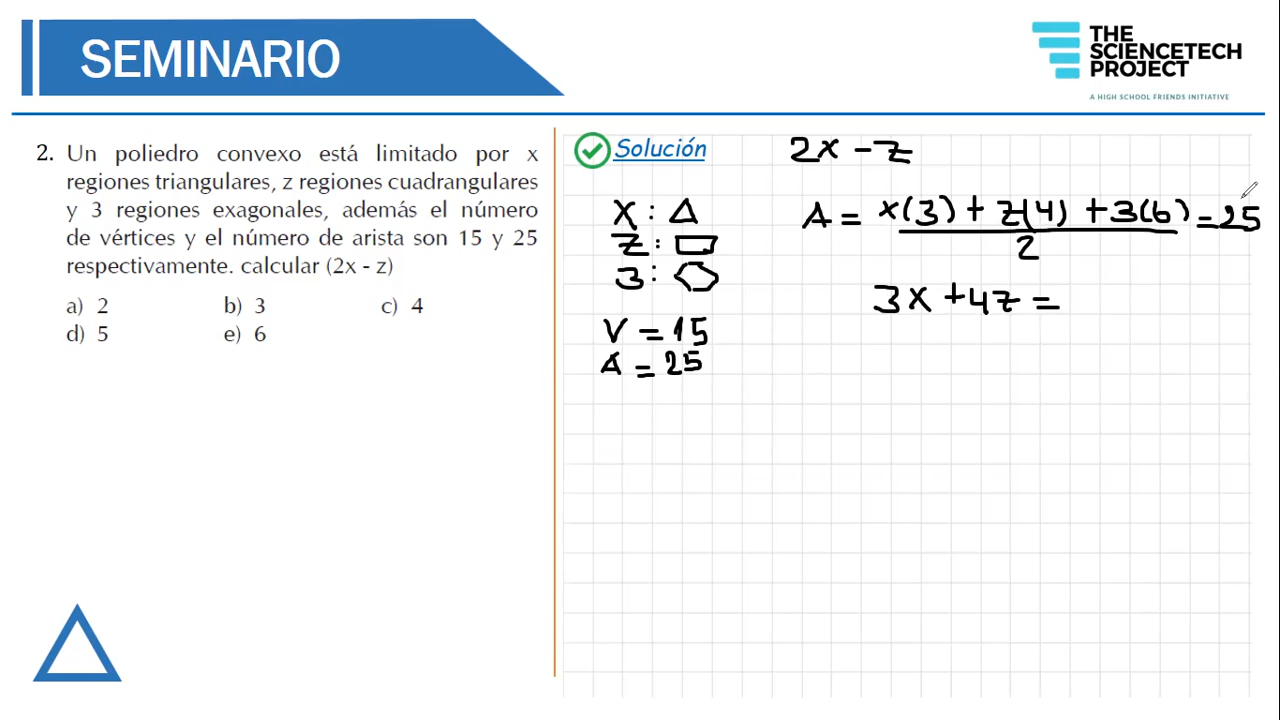 SEMINARIO
THE
SCIENCETECH
PROJECT
A HIGH SCHOOL FRIENDS INITIATIVE
2. Un poliedro convexo está limitado por x
regiones triangulares, z regiones cuadrangulares
y 3 regiones exagonales, además el número
de vértices y el número de arista son 15 y 25
respectivamente. calcular (2x - z)
a) 2 b) 3 c) 4
d) 5 e) 6
Solución
x :
z :
3 :
V = 15
A = 25
2x - z
A = x(3) + z(4) + 3(6) = 25
2
3x + 4z =